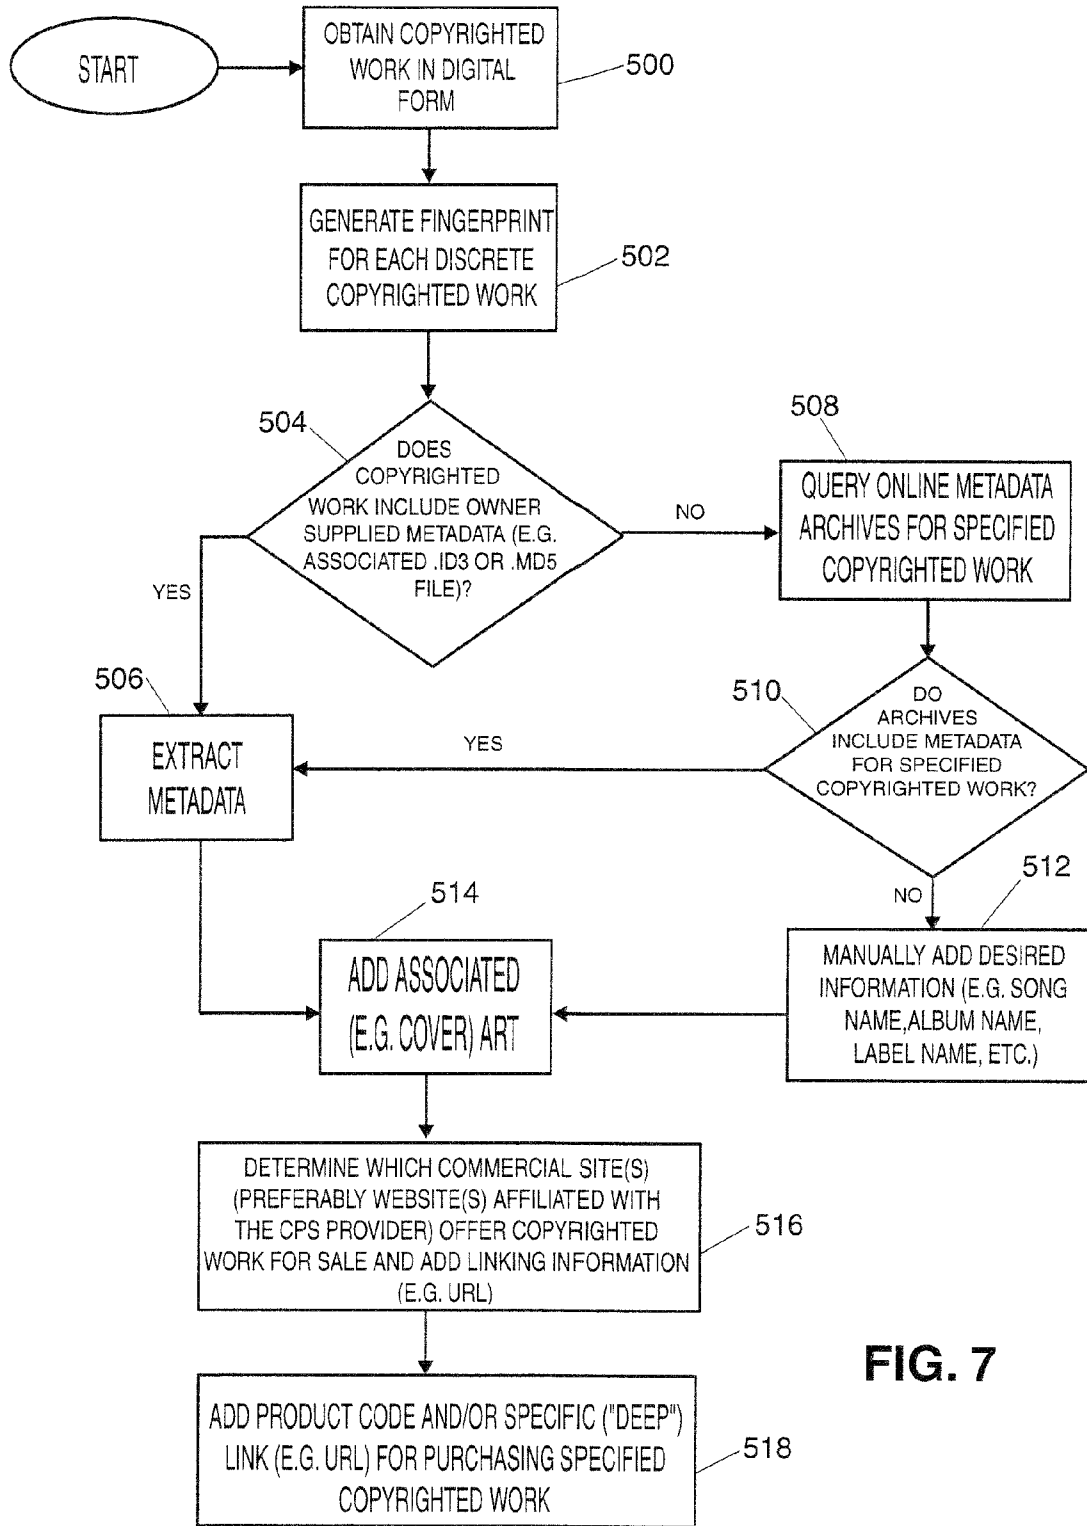 START
OBTAIN COPYRIGHTED
WORK IN DIGITAL
FORM
500
GENERATE FINGERPRINT
FOR EACH DISCRETE
COPYRIGHTED WORK
502
504
DOES
COPYRIGHTED
WORK INCLUDE OWNER
SUPPLIED METADATA (E.G.
ASSOCIATED .ID3 OR .MD5
FILE)?
NO
YES
508
QUERY ONLINE METADATA
ARCHIVES FOR SPECIFIED
COPYRIGHTED WORK
506
EXTRACT
METADATA
YES
510
DO
ARCHIVES
INCLUDE METADATA
FOR SPECIFIED
COPYRIGHTED WORK?
NO
512
MANUALLY ADD DESIRED
INFORMATION (E.G. SONG
NAME,ALBUM NAME,
LABEL NAME, ETC.)
514
ADD ASSOCIATED
(E.G. COVER) ART
DETERMINE WHICH COMMERCIAL SITE(S)
(PREFERABLY WEBSITE(S) AFFILIATED WITH
THE CPS PROVIDER) OFFER COPYRIGHTED
WORK FOR SALE AND ADD LINKING INFORMATION
(E.G. URL)
516
FIG. 7
ADD PRODUCT CODE AND/OR SPECIFIC ("DEEP")
LINK (E.G. URL) FOR PURCHASING SPECIFIED
COPYRIGHTED WORK
518